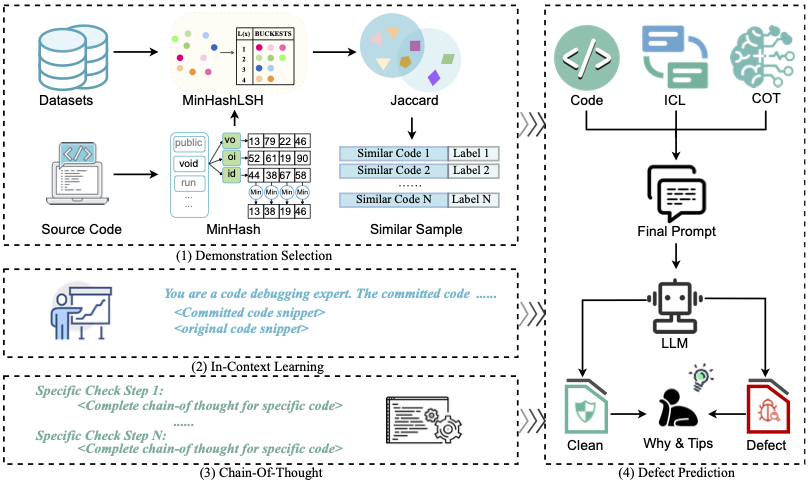 Datasets
MinHashLSH
L(x) BUCKESTS
1
2
3
4
Jaccard
Source Code
public
void
run
...
...
vo 13 79 22 46
oi 52 61 19 90
id 44 38 67 58
Min Min Min Min
13 38 19 46
MinHash
Similar Code 1 Label 1
Similar Code 2 Label 2
......
Similar Code N Label N
Similar Sample
(1) Demonstration Selection
You are a code debugging expert. The committed code ......
<Committed code snippet>
<original code snippet>
(2) In-Context Learning
Specific Check Step 1:
<Complete chain-of thought for specific code>
......
Specific Check Step N:
<Complete chain-of thought for specific code>
(3) Chain-Of-Thought
Code
ICL
COT
Final Prompt
LLM
Clean
Why & Tips
Defect
(4) Defect Prediction